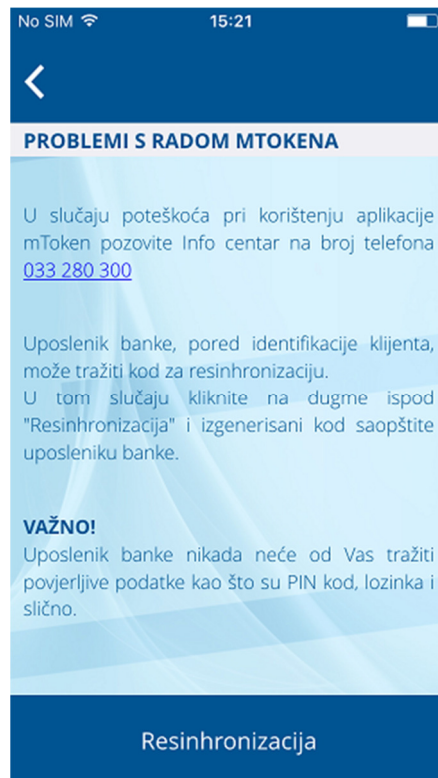 No SIM 15:21
PROBLEMI S RADOM MTOKENA
U slučaju poteškoća pri korištenju aplikacije
mToken pozovite Info centar na broj telefona
033 280 300
Uposlenik banke, pored identifikacije klijenta,
može tražiti kod za resinhronizaciju.
U tom slučaju kliknite na dugme ispod
"Resinhronizacija" i izgenerisani kod saopštite
uposleniku banke.
VAŽNO!
Uposlenik banke nikada neće od Vas tražiti
povjerljive podatke kao što su PIN kod, lozinka i
slično.
Resinhronizacija